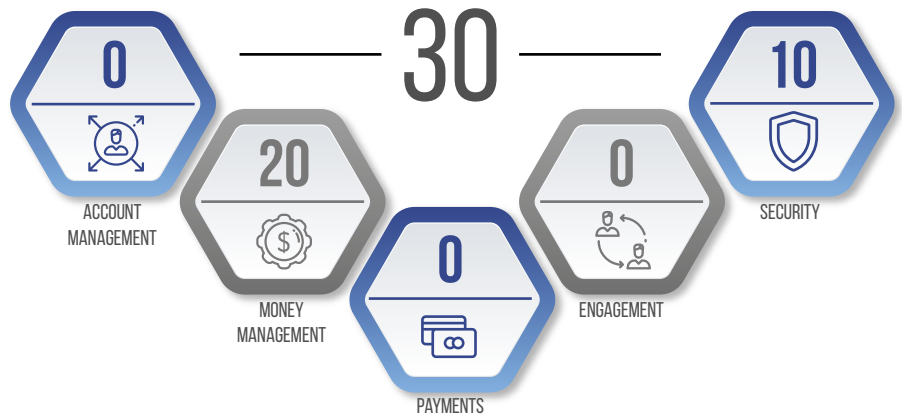 30
0
ACCOUNT
MANAGEMENT
20
$
MONEY
MANAGEMENT
0
PAYMENTS
0
ENGAGEMENT
10
SECURITY